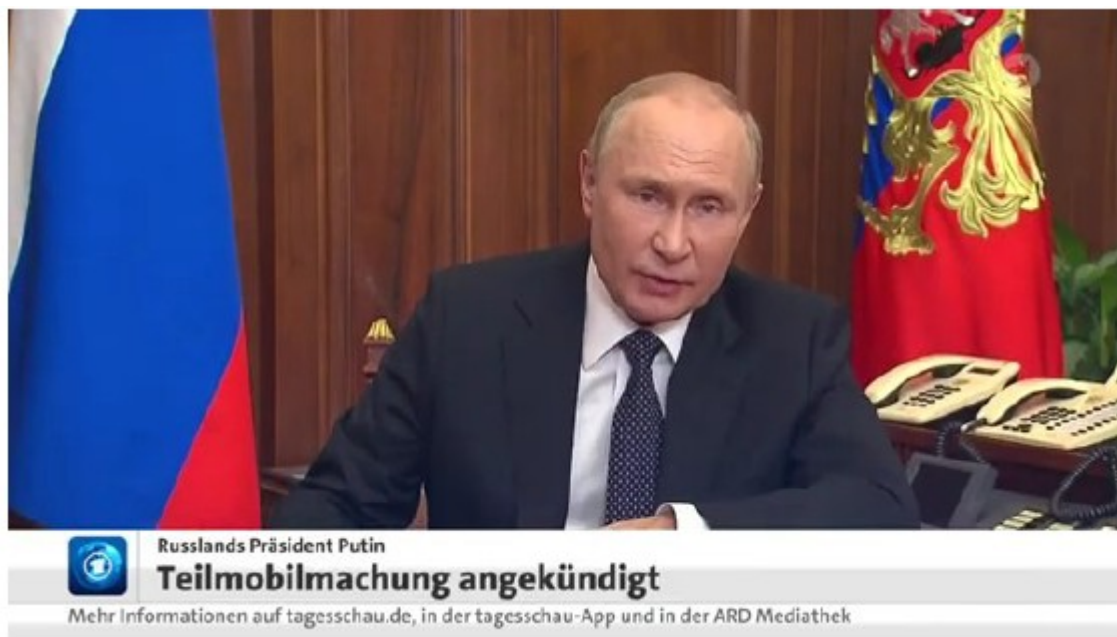 Russlands Präsident Putin
Teilmobilmachung angekündigt
Mehr Informationen auf tagesschau.de, in der tagesschau-App und in der ARD Mediathek